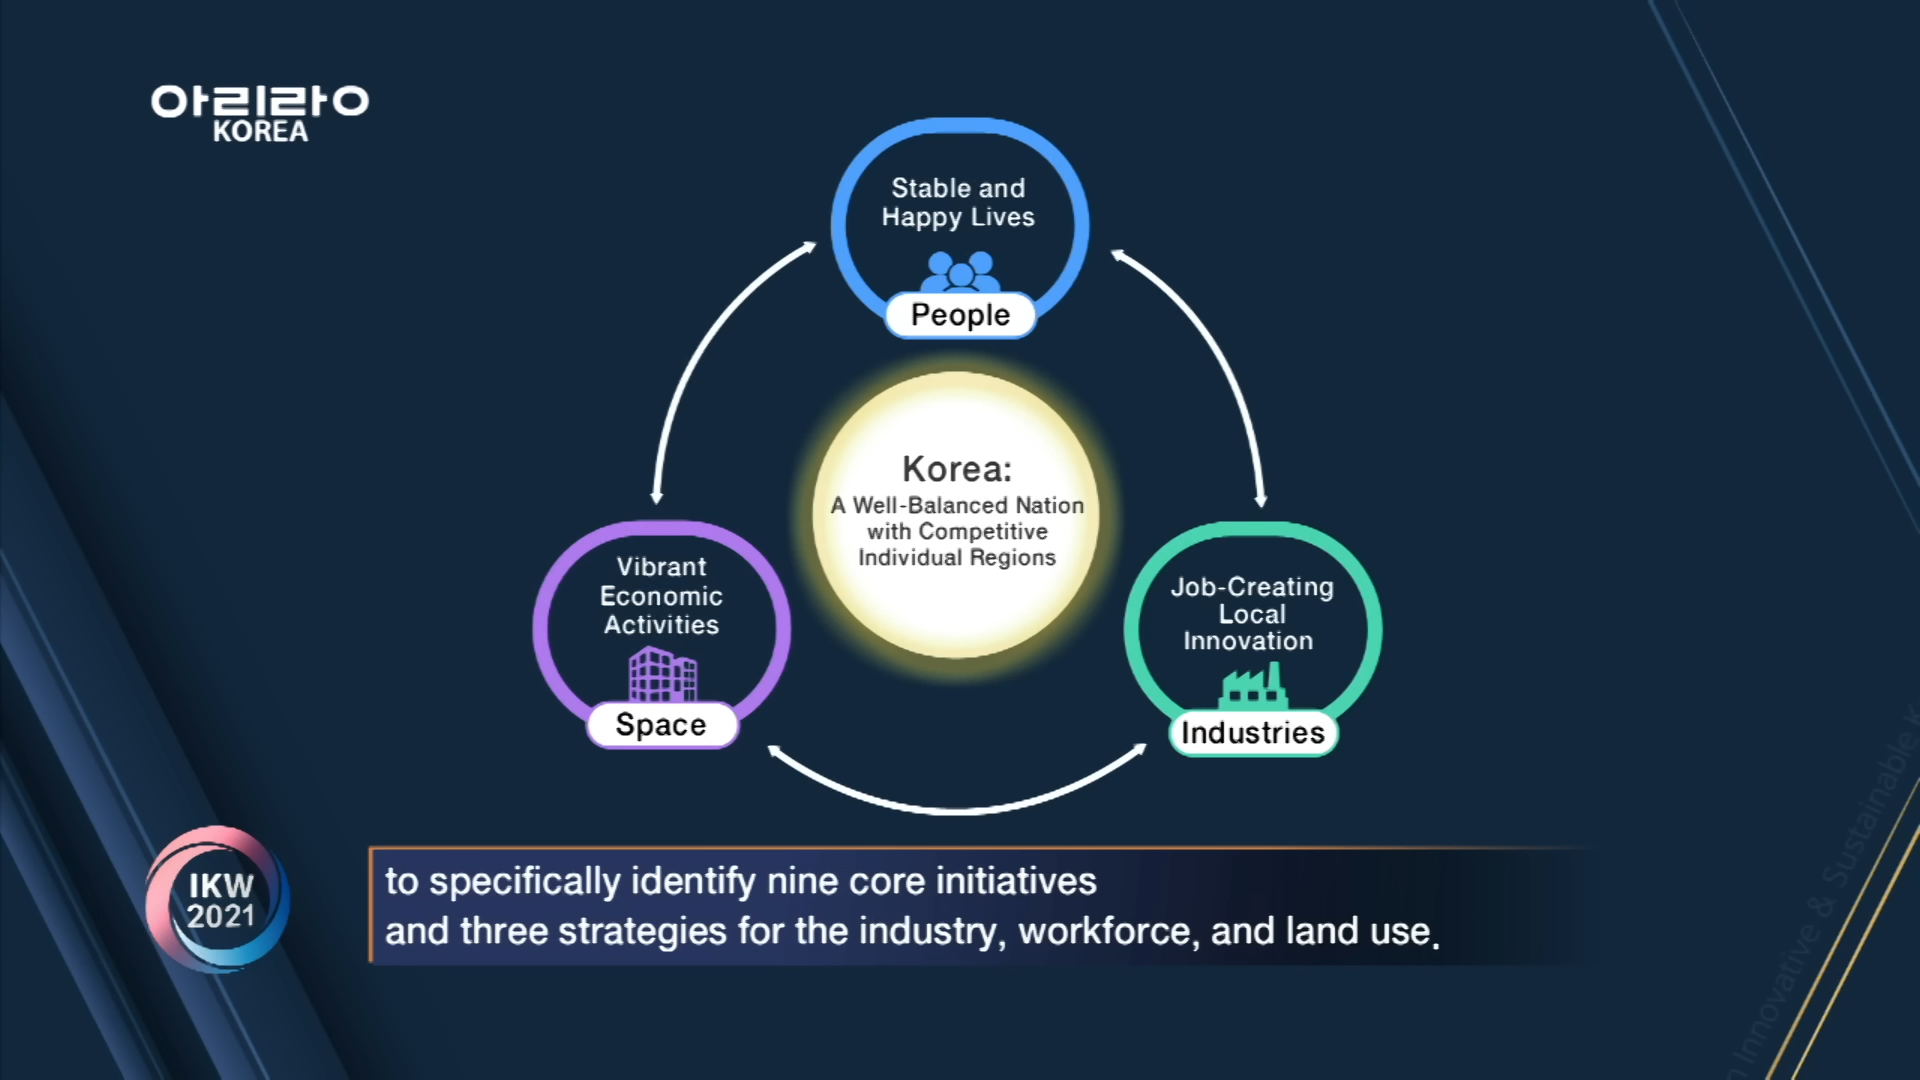 아리랑
KOREA
Stable and
Happy Lives
People
Korea:
A Well-Balanced Nation
with Competitive
Individual Regions
Vibrant
Economic
Activities
Space
Job-Creating
Local
Innovation
Industries
IKW
2021
to specifically identify nine core initiatives
and three strategies for the industry, workforce, and land use.
Innovative & Sustainable